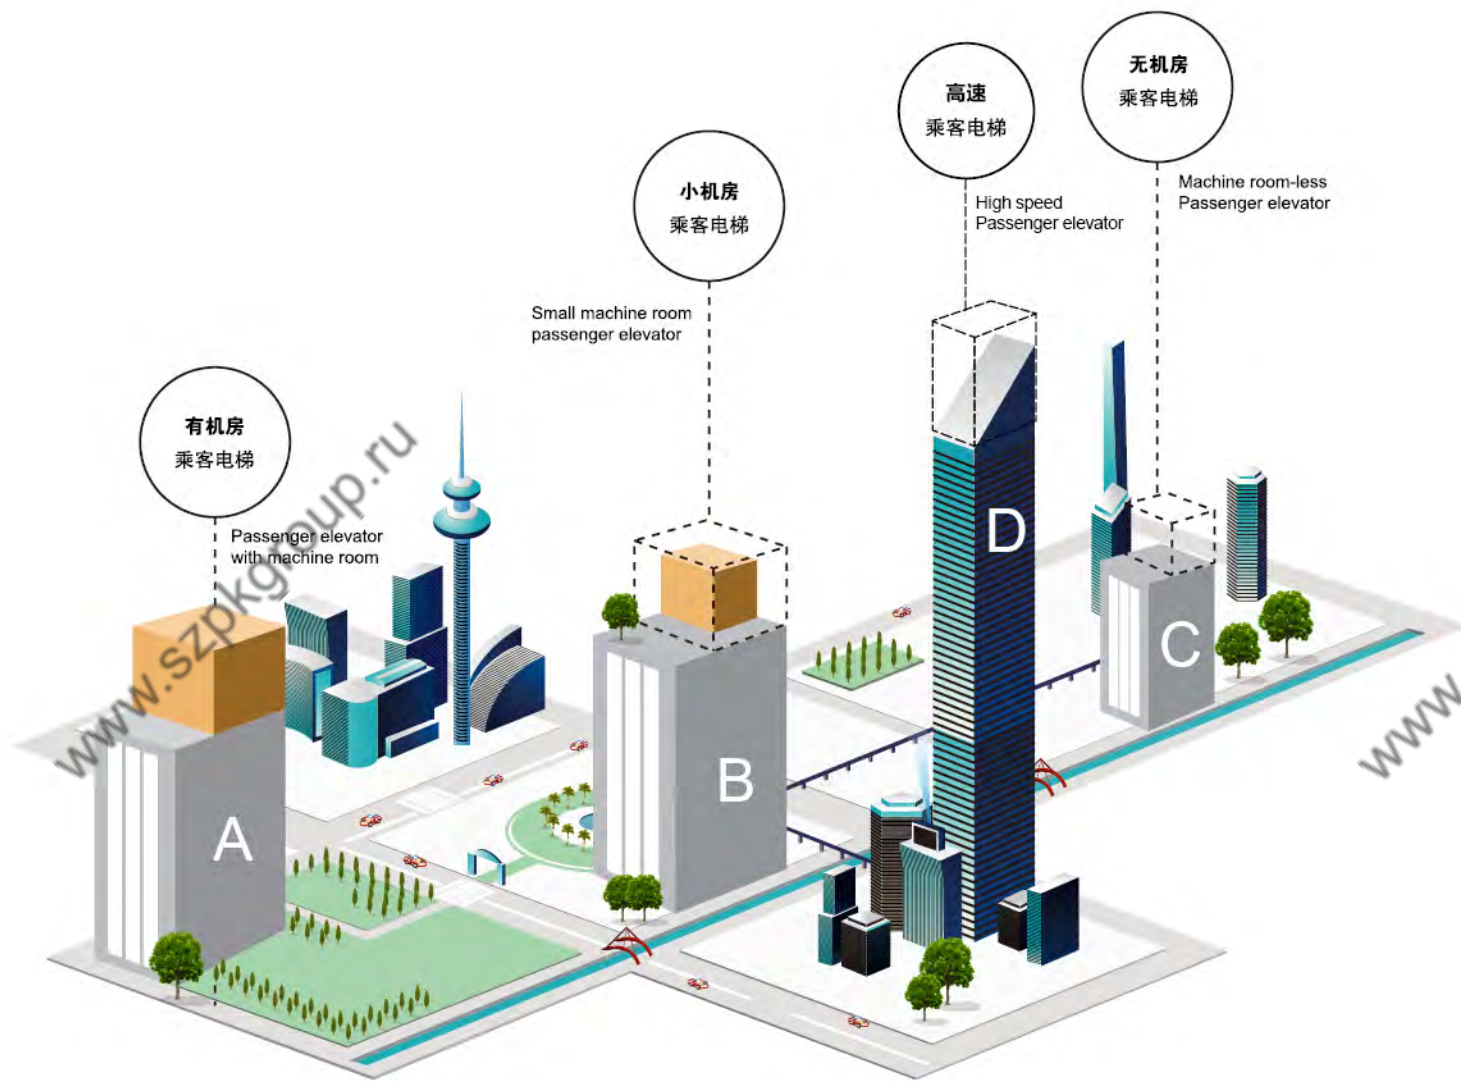 无机房
乘客电梯
Machine room-less
Passenger elevator
高速
乘客电梯
High speed
Passenger elevator
小机房
乘客电梯
Small machine room
passenger elevator
有机房
乘客电梯
Passenger elevator
with machine room
www.szpkgroup.ru
www.
A
B
C
D